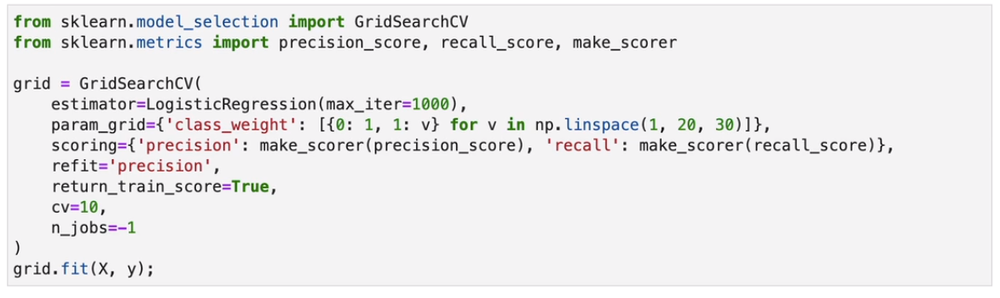 from sklearn.model_selection import GridSearchCV
from sklearn.metrics import precision_score, recall_score, make_scorer

grid = GridSearchCV(
    estimator=LogisticRegression(max_iter=1000),
    param_grid={'class_weight': [{0: 1, 1: v} for v in np.linspace(1, 20, 30)]},
    scoring={'precision': make_scorer(precision_score), 'recall': make_scorer(recall_score)},
    refit='precision',
    return_train_score=True,
    cv=10,
    n_jobs=-1
)
grid.fit(X, y);